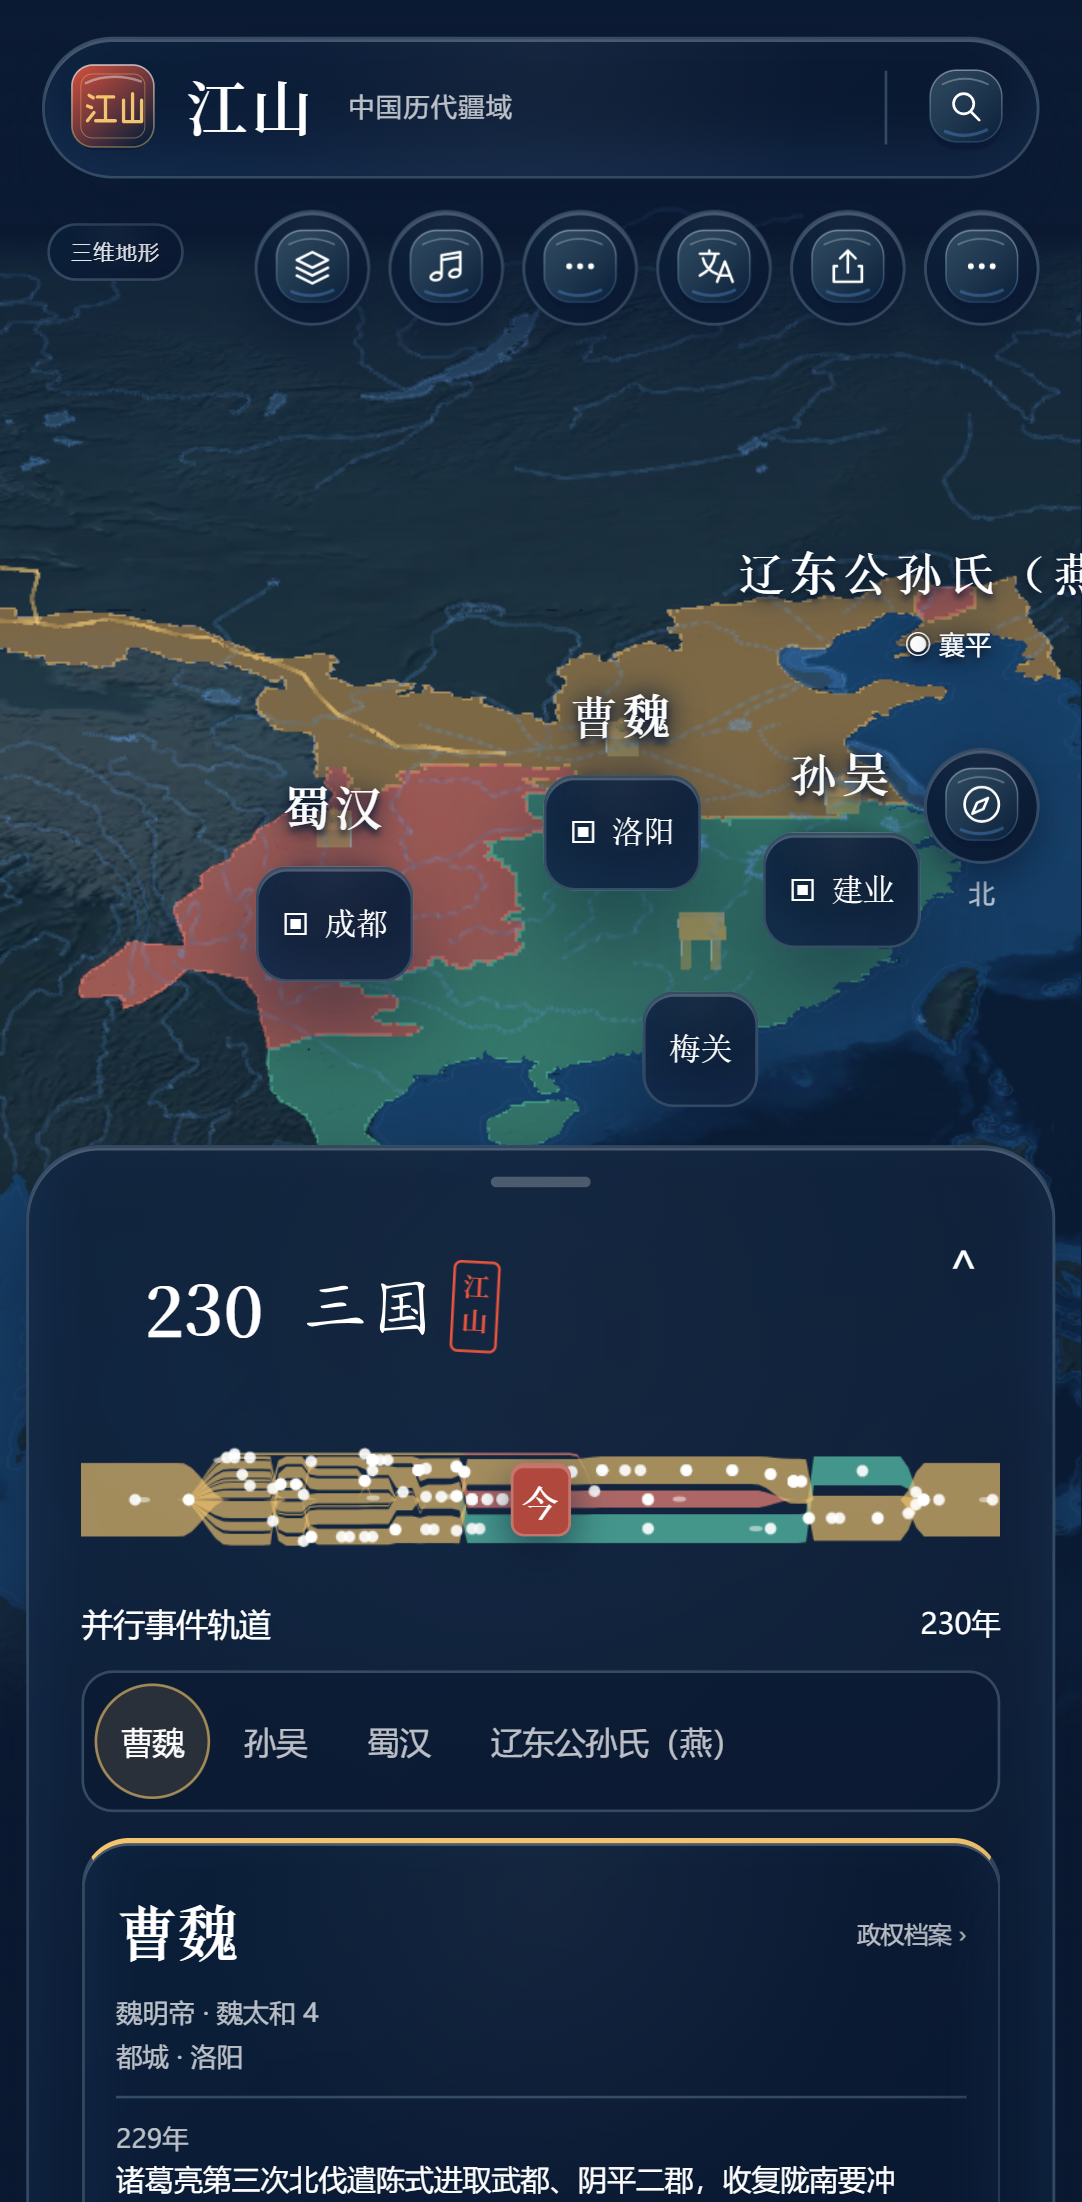 江山 江山 中国历代疆域
三维地形 文A
辽东公孙氏（燕
襄平
曹魏
孙吴
蜀汉
洛阳
建业
北
成都
梅关
^
230 三国 江山
今
并行事件轨道 230年
曹魏 孙吴 蜀汉 辽东公孙氏（燕）
曹魏 政权档案 ›
魏明帝 · 魏太和 4
都城 · 洛阳
229年
诸葛亮第三次北伐遣陈式进取武都、阴平二郡，收复陇南要冲